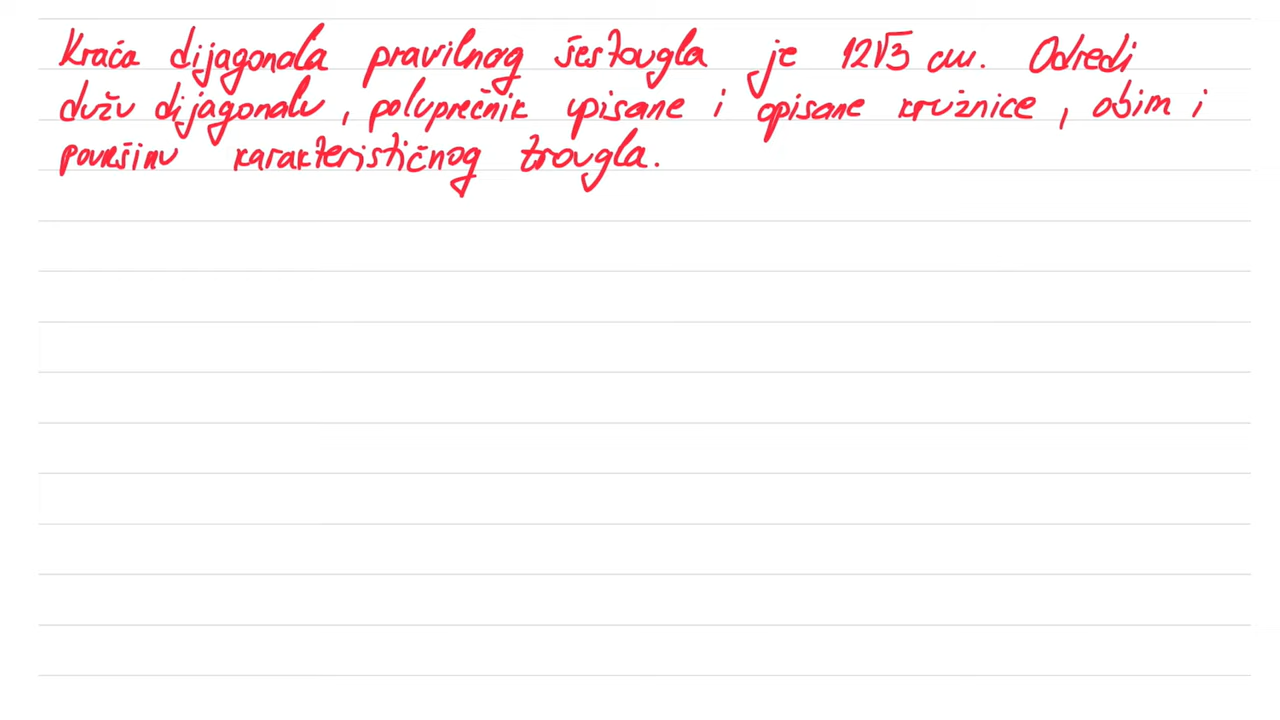 Kraća dijagonala pravilnog šestougla je 12√3 cm. Odredi
dužu dijagonalu, poluprečnik upisane i opisane kružnice, obim i
površinu karakterističnog trougla.